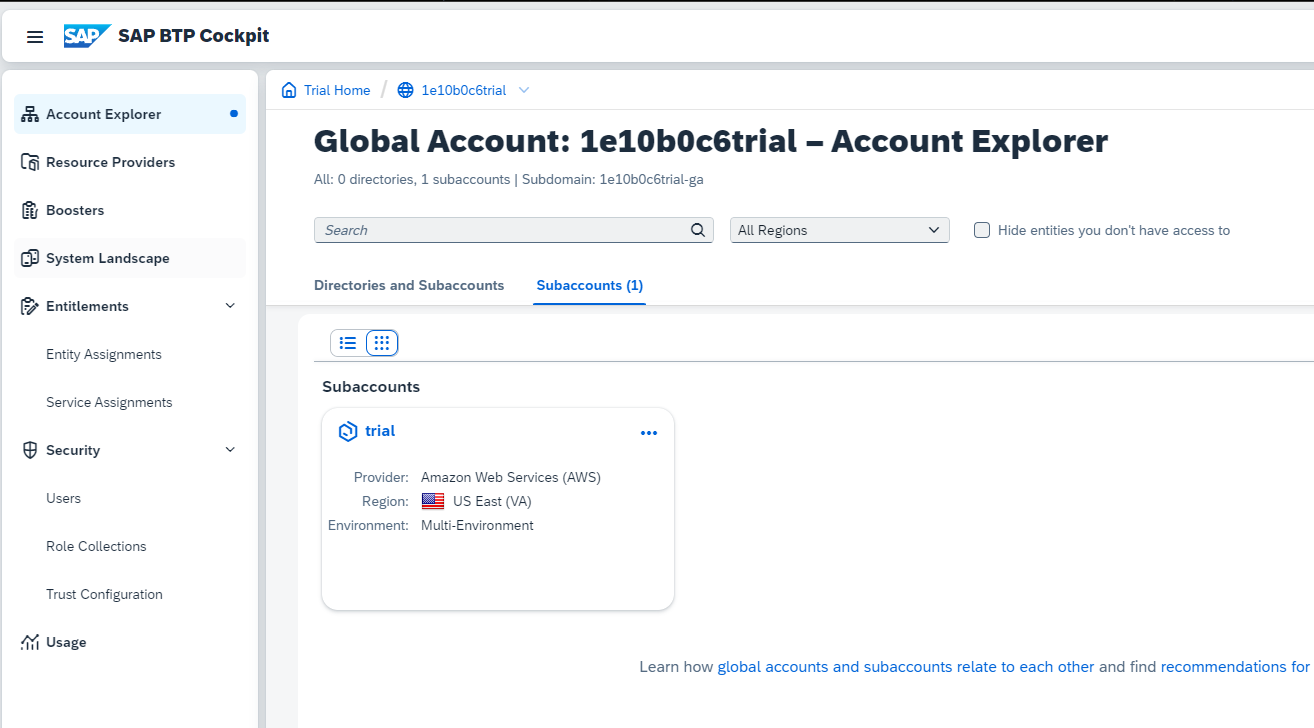 SAP SAP BTP Cockpit
Account Explorer
Resource Providers
Boosters
System Landscape
Entitlements
Entity Assignments
Service Assignments
Security
Users
Role Collections
Trust Configuration
Usage
Trial Home / 1e10b0c6trial
Global Account: 1e10b0c6trial – Account Explorer
All: 0 directories, 1 subaccounts | Subdomain: 1e10b0c6trial-ga
Search All Regions Hide entities you don't have access to
Directories and Subaccounts Subaccounts (1)
Subaccounts
trial
Provider: Amazon Web Services (AWS)
Region: US East (VA)
Environment: Multi-Environment
Learn how global accounts and subaccounts relate to each other and find recommendations for